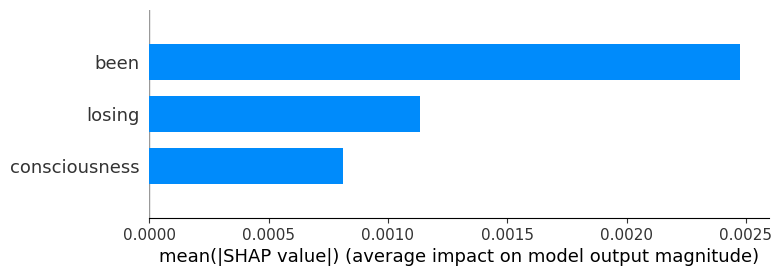 been
losing
consciousness
0.0000 0.0005 0.0010 0.0015 0.0020 0.0025
mean(|SHAP value|) (average impact on model output magnitude)